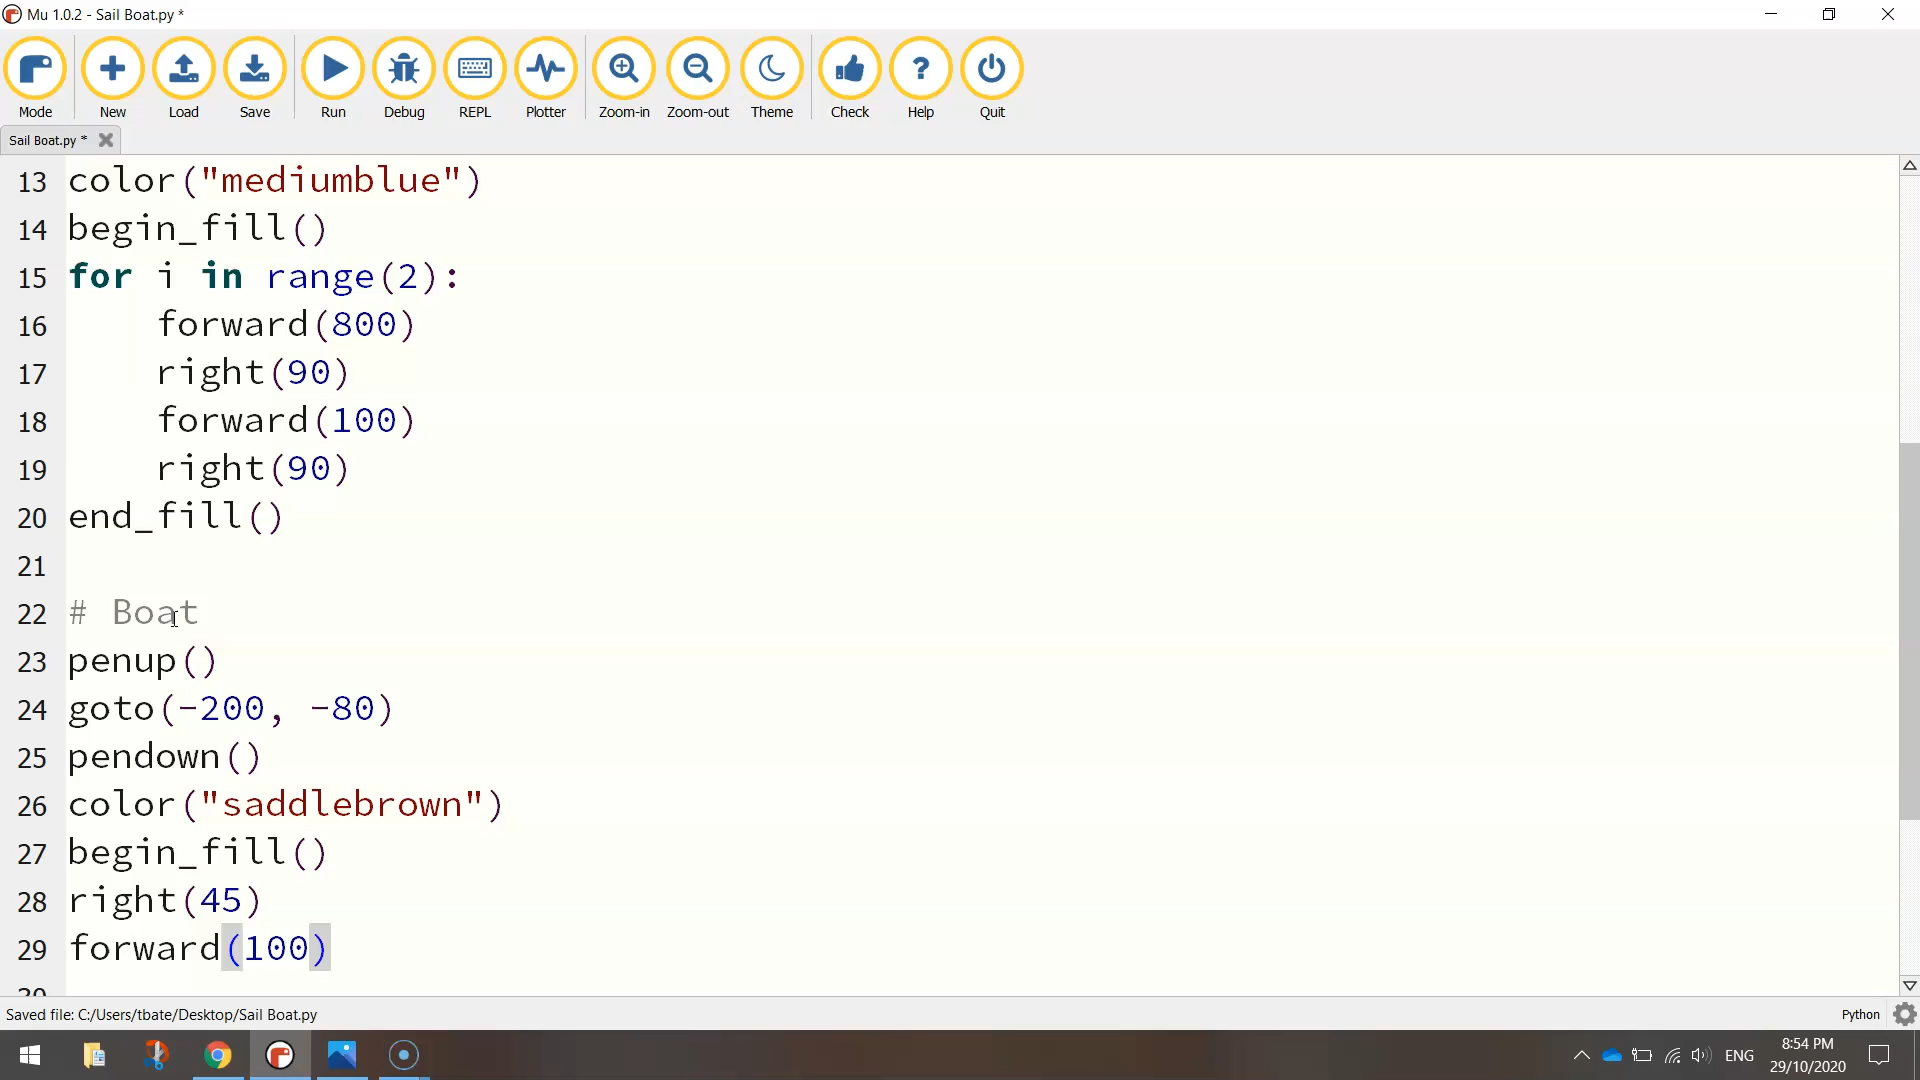 Mu 1.0.2 - Sail Boat.py *
Mode New Load Save Run Debug REPL Plotter Zoom-in Zoom-out Theme Check Help Quit
Sail Boat.py *
13 color("mediumblue")
14 begin_fill()
15 for i in range(2):
16     forward(800)
17     right(90)
18     forward(100)
19     right(90)
20 end_fill()
21
22 # Boat
23 penup()
24 goto(-200, -80)
25 pendown()
26 color("saddlebrown")
27 begin_fill()
28 right(45)
29 forward(100)
30
Saved file: C:/Users/tbate/Desktop/Sail Boat.py
Python
ENG
8:54 PM
29/10/2020